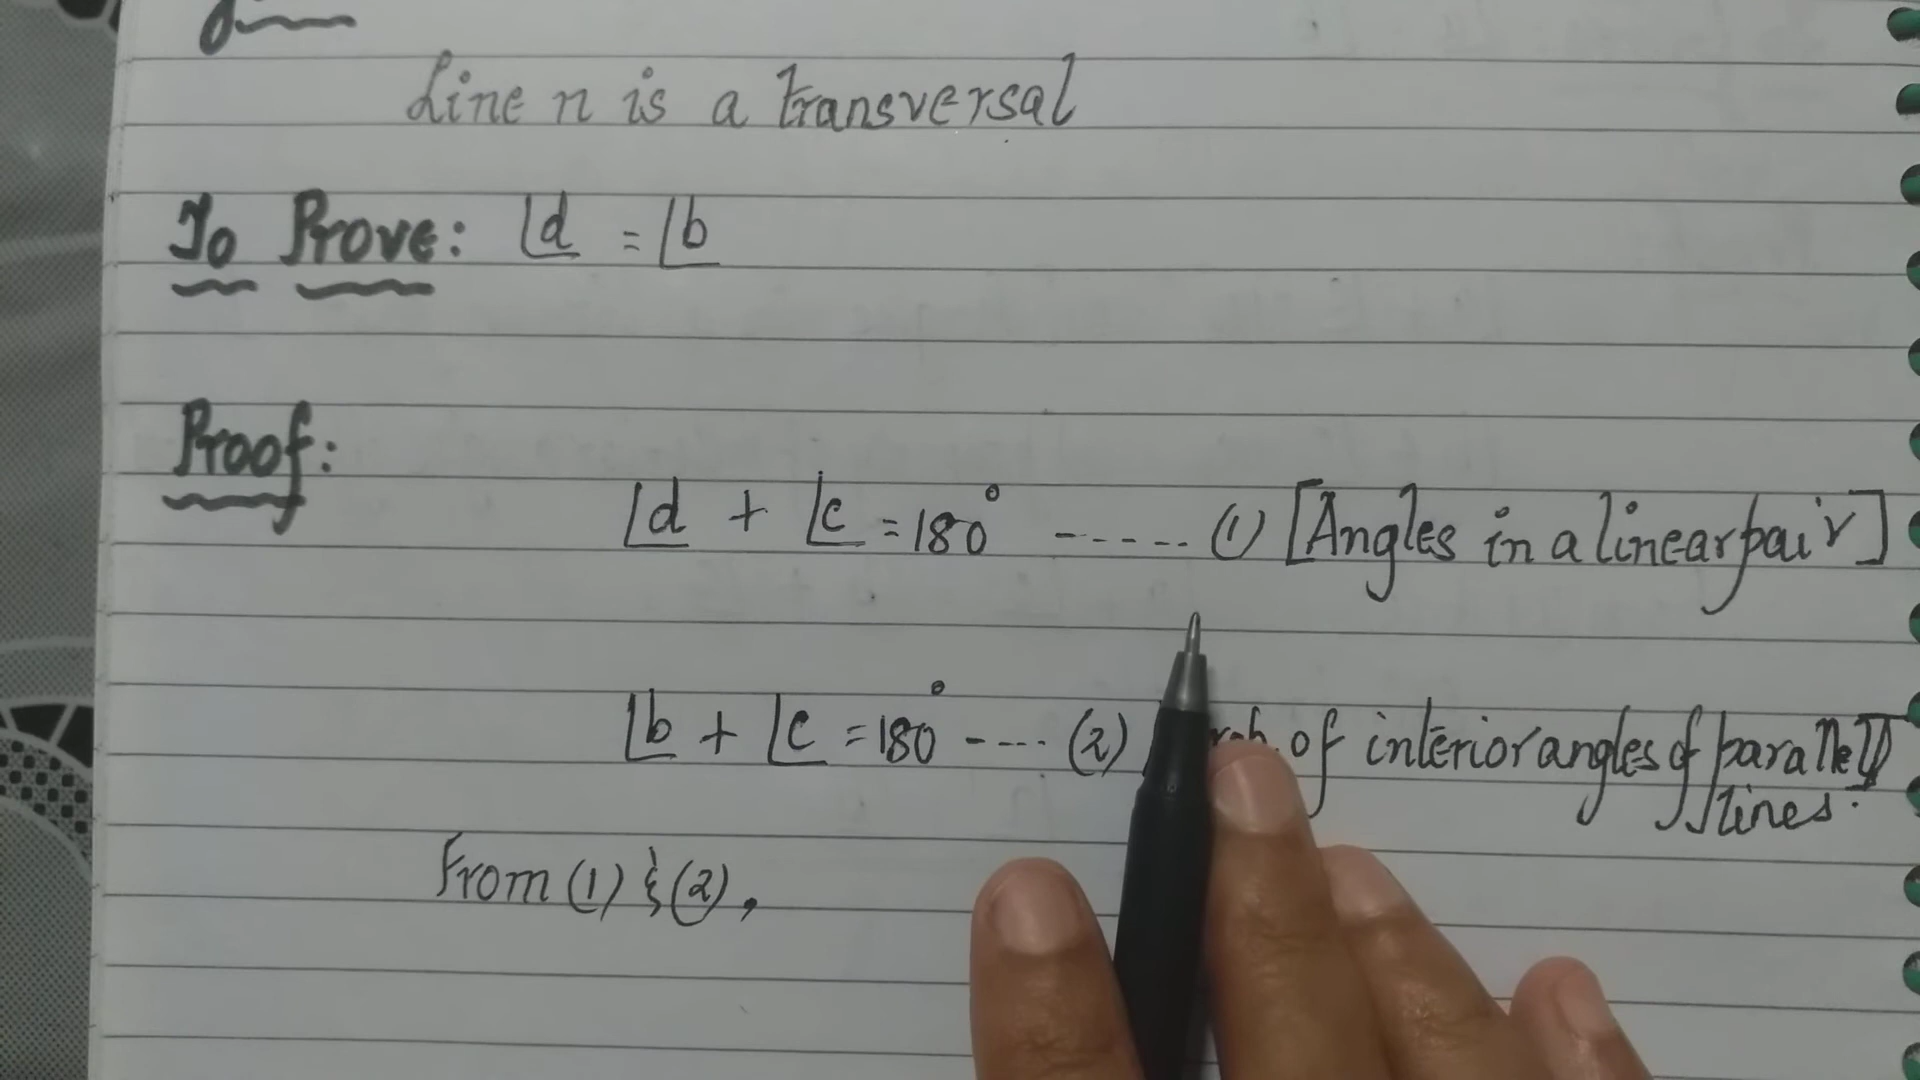 Line n is a transversal
To Prove: ∠d = ∠b
Proof:
∠d + ∠c = 180° ----- (1) [Angles in a linear pair]
∠b + ∠c = 180° ---- (2) of interior angles of parallel
lines.
From (1) & (2),